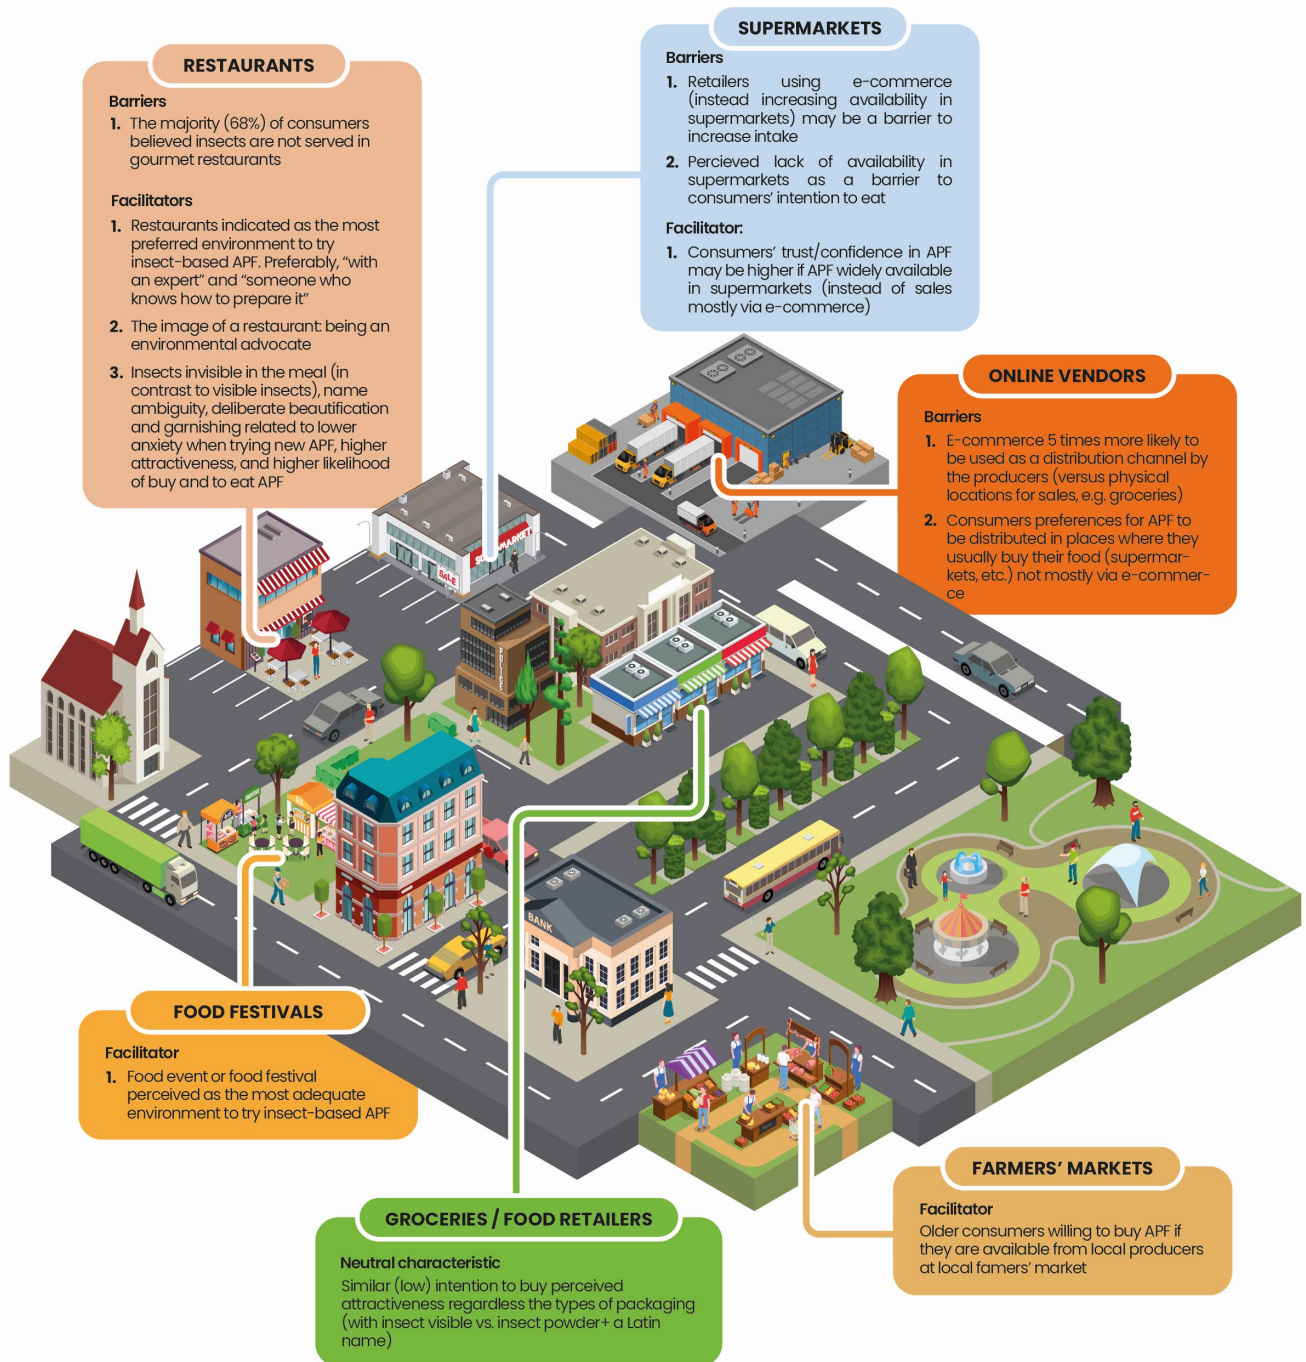 RESTAURANTS
Barriers
1. The majority (68%) of consumers
believed insects are not served in
gourmet restaurants
Facilitators
1. Restaurants indicated as the most
preferred environment to try
insect-based APF. Preferably, “with
an expert” and “someone who
knows how to prepare it”
2. The image of a restaurant: being an
environmental advocate
3. Insects invisible in the meal (in
contrast to visible insects), name
ambiguity, deliberate beautification
and garnishing related to lower
anxiety when trying new APF, higher
attractiveness, and higher likelihood
of buy and to eat APF
SUPERMARKETS
Barriers
1. Retailers using e-commerce
(instead increasing availability in
supermarkets) may be a barrier to
increase intake
2. Percieved lack of availability in
supermarkets as a barrier to
consumers’ intention to eat
Facilitator:
1. Consumers’ trust/confidence in APF
may be higher if APF widely available
in supermarkets (instead of sales
mostly via e-commerce)
ONLINE VENDORS
Barriers
1. E-commerce 5 times more likely to
be used as a distribution channel by
the producers (versus physical
locations for sales, e.g. groceries)
2. Consumers preferences for APF to
be distributed in places where they
usually buy their food (supermar-
kets, etc.) not mostly via e-commer-
ce
SUPERMARKET
SALE
POLICE
BANK
FOOD FESTIVALS
Facilitator
1. Food event or food festival
perceived as the most adequate
environment to try insect-based APF
GROCERIES / FOOD RETAILERS
Neutral characteristic
Similar (low) intention to buy perceived
attractiveness regardless the types of packaging
(with insect visible vs. insect powder+ a Latin
name)
FARMERS’ MARKETS
Facilitator
Older consumers willing to buy APF if
they are available from local producers
at local famers’ market